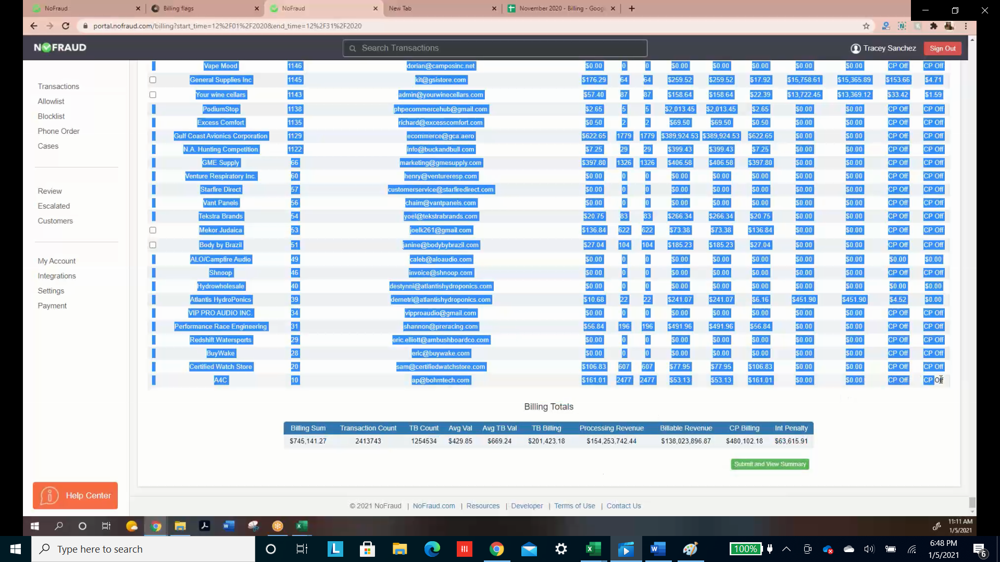 NoFraud
Billing flags
NoFraud
New Tab
November 2020 - Billing - Goog
portal.nofraud.com/billing?start_time=12%2F01%2F2020&end_time=12%2F31%2F2020
NOFRAUD
Search Transactions
Tracey Sanchez
Sign Out
Transactions
Allowlist
Blocklist
Phone Order
Cases
Review
Escalated
Customers
My Account
Integrations
Settings
Payment
Help Center
Vape Mood 1146 dorian@camposinc.net $0.00 0 0 $0.00 $0.00 $0.00 $0.00 $0.00 CP Off CP Off
General Supplies Inc 1145 kit@gsistore.com $176.29 64 64 $259.52 $259.52 $17.92 $15,758.61 $15,365.89 $153.66 $4.71
Your wine cellars 1143 admin@yourwinecellars.com $57.40 87 87 $158.64 $158.64 $22.39 $13,722.45 $13,369.12 $33.42 $1.59
PodiumStop 1138 phpecommercehub@gmail.com $2.65 5 5 $2,013.45 $2,013.45 $2.65 $0.00 $0.00 CP Off CP Off
Excess Comfort 1135 richard@excesscomfort.com $0.50 2 2 $69.50 $69.50 $0.50 $0.00 $0.00 CP Off CP Off
Gulf Coast Avionics Corporation 1129 ecommerce@gca.aero $622.65 1779 1779 $389,924.53 $389,924.53 $622.65 $0.00 $0.00 CP Off CP Off
N.A. Hunting Competition 1122 info@buckandbull.com $7.25 29 29 $399.43 $399.43 $7.25 $0.00 $0.00 CP Off CP Off
GME Supply 66 marketing@gmesupply.com $397.80 1326 1326 $406.58 $406.58 $397.80 $0.00 $0.00 CP Off CP Off
Venture Respiratory Inc. 60 henry@ventureresp.com $0.00 0 0 $0.00 $0.00 $0.00 $0.00 $0.00 CP Off CP Off
Starfire Direct 57 customerservice@starfiredirect.com $0.00 0 0 $0.00 $0.00 $0.00 $0.00 $0.00 CP Off CP Off
Vant Panels 56 chaim@vantpanels.com $0.00 0 0 $0.00 $0.00 $0.00 $0.00 $0.00 CP Off CP Off
Tekstra Brands 54 yoel@tekstrabrands.com $20.75 83 83 $266.34 $266.34 $20.75 $0.00 $0.00 CP Off CP Off
Mekor Judaica 53 joelk261@gmail.com $136.84 622 622 $73.38 $73.38 $136.84 $0.00 $0.00 CP Off CP Off
Body by Brazil 51 janine@bodybybrazil.com $27.04 104 104 $185.23 $185.23 $27.04 $0.00 $0.00 CP Off CP Off
ALO/Campfire Audio 49 caleb@aloaudio.com $0.00 0 0 $0.00 $0.00 $0.00 $0.00 $0.00 $0.00 $0.00
Shnoop 46 invoice@shnoop.com $0.00 0 0 $0.00 $0.00 $0.00 $0.00 $0.00 CP Off CP Off
Hydrowholesale 40 destynni@atlantishydroponics.com $0.00 0 0 $0.00 $0.00 $0.00 $0.00 $0.00 $0.00 $0.00
Atlantis HydroPonics 39 demetri@atlantishydroponics.com $10.68 22 22 $241.07 $241.07 $6.16 $451.90 $451.90 $4.52 $0.00
VIP PRO AUDIO INC. 34 vipproaudio@gmail.com $0.00 0 0 $0.00 $0.00 $0.00 $0.00 $0.00 CP Off CP Off
Performance Race Engineering 31 shannon@preracing.com $56.84 196 196 $491.96 $491.96 $56.84 $0.00 $0.00 CP Off CP Off
Redshift Watersports 29 eric.elliott@ambushboardco.com $0.00 0 0 $0.00 $0.00 $0.00 $0.00 $0.00 CP Off CP Off
BuyWake 28 eric@buywake.com $0.00 0 0 $0.00 $0.00 $0.00 $0.00 $0.00 CP Off CP Off
Certified Watch Store 20 sam@certifiedwatchstore.com $106.83 607 607 $77.95 $77.95 $106.83 $0.00 $0.00 CP Off CP Off
A4C 10 ap@bohmtech.com $161.01 2477 2477 $53.13 $53.13 $161.01 $0.00 $0.00 CP Off CP Off
Billing Totals
Billing Sum Transaction Count TB Count Avg Val Avg TB Val TB Billing Processing Revenue Billable Revenue CP Billing Int Penalty
$745,141.27 2413743 1254534 $429.85 $669.24 $201,423.18 $154,253,742.44 $138,023,896.87 $480,102.18 $63,615.91
Submit and View Summary
© 2021 NoFraud | NoFraud.com | Resources | Developer | Terms of Use | Contact Us
11:11 AM
1/5/2021
Type here to search
100%
6:48 PM
1/5/2021
6